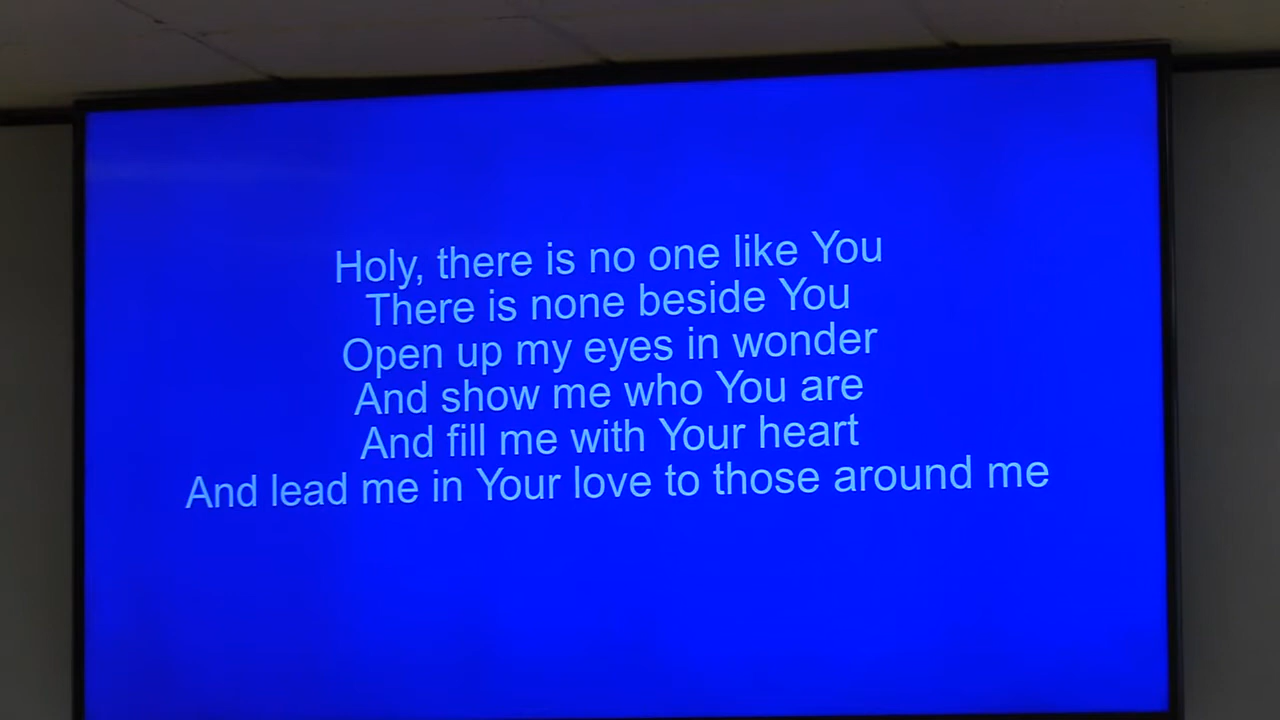 Holy, there is no one like You
There is none beside You
Open up my eyes in wonder
And show me who You are
And fill me with Your heart
And lead me in Your love to those around me